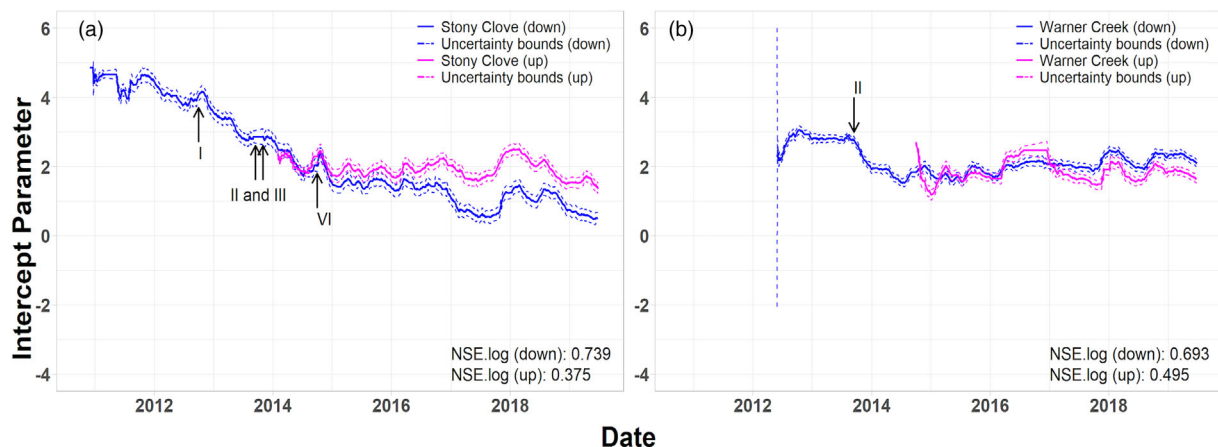 Intercept Parameter
(a)
Stony Clove (down)
Uncertainty bounds (down)
Stony Clove (up)
Uncertainty bounds (up)
6
4
2
0
-2
-4
I
II and III
VI
NSE.log (down): 0.739
NSE.log (up): 0.375
2012
2014
2016
2018
(b)
Warner Creek (down)
Uncertainty bounds (down)
Warner Creek (up)
Uncertainty bounds (up)
6
4
2
0
-2
-4
II
NSE.log (down): 0.693
NSE.log (up): 0.495
2012
2014
2016
2018
Date